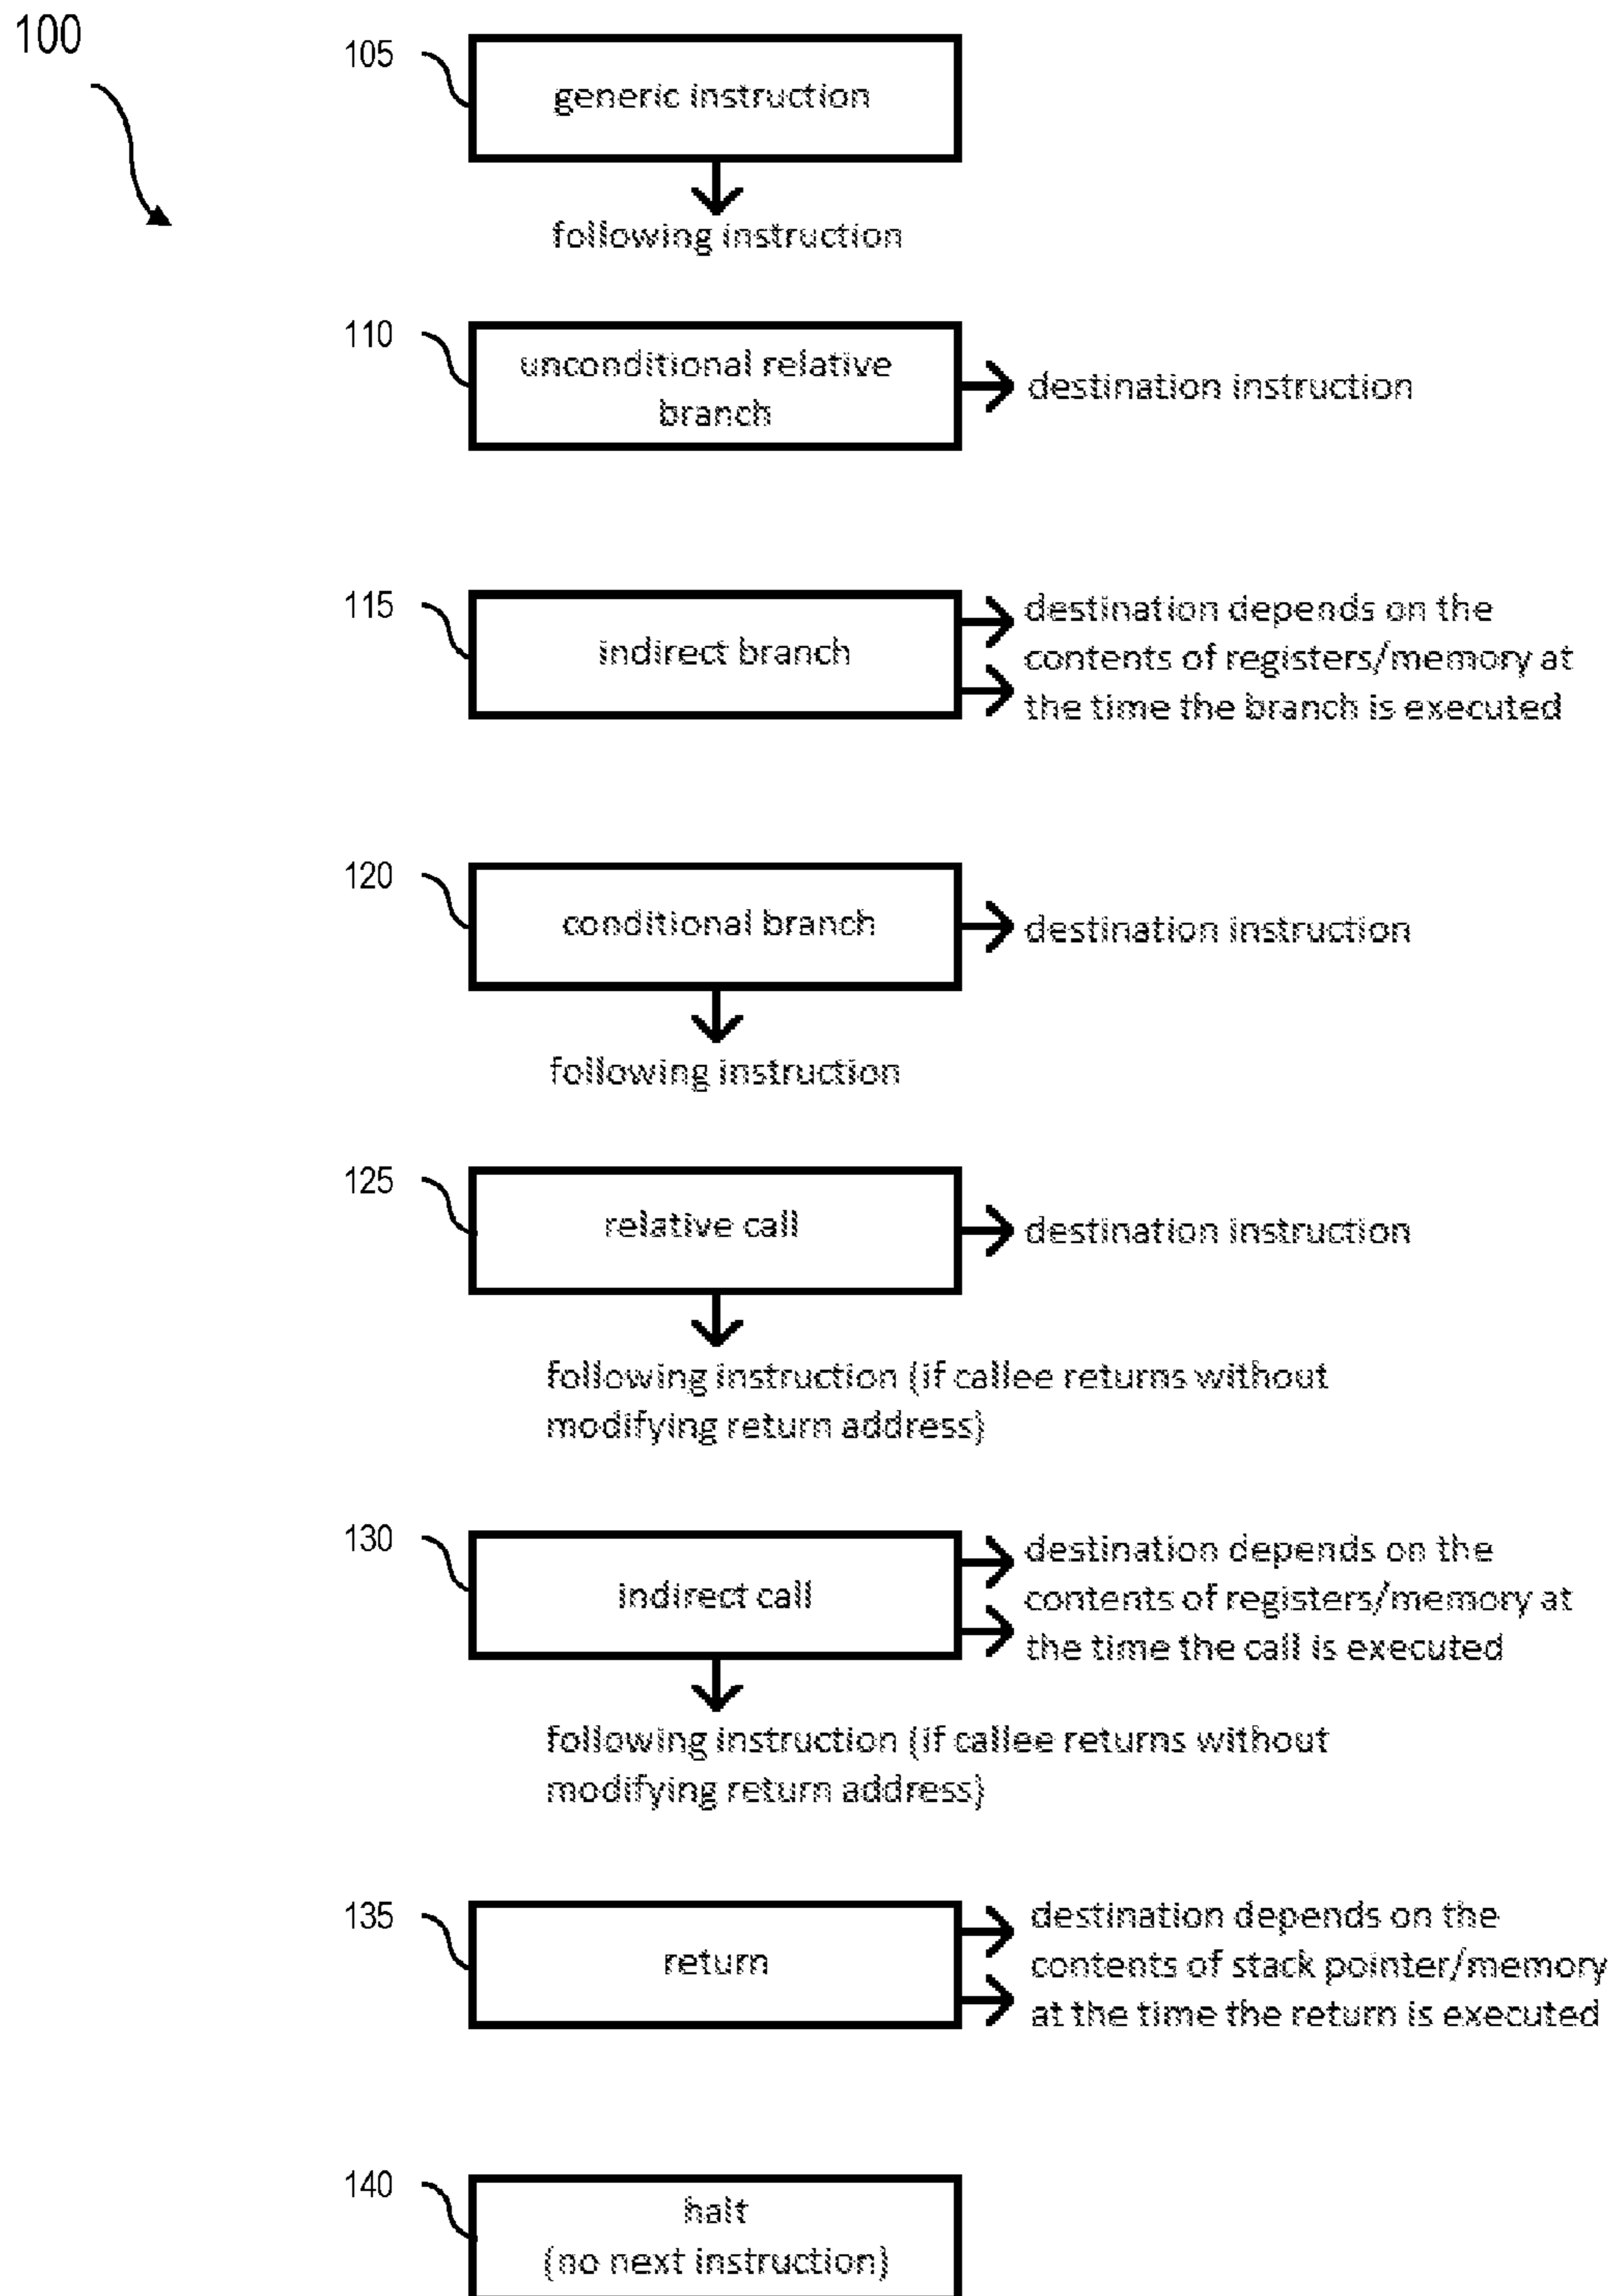 100
105
generic instruction
following instruction
110
unconditional relative
branch
destination instruction
115
indirect branch
destination depends on the
contents of registers/memory at
the time the branch is executed
120
conditional branch
destination instruction
following instruction
125
relative call
destination instruction
following instruction (if callee returns without
modifying return address)
130
indirect call
destination depends on the
contents of registers/memory at
the time the call is executed
following instruction (if callee returns without
modifying return address)
135
return
destination depends on the
contents of stack pointer/memory
at the time the return is executed
140
halt
(no next instruction)